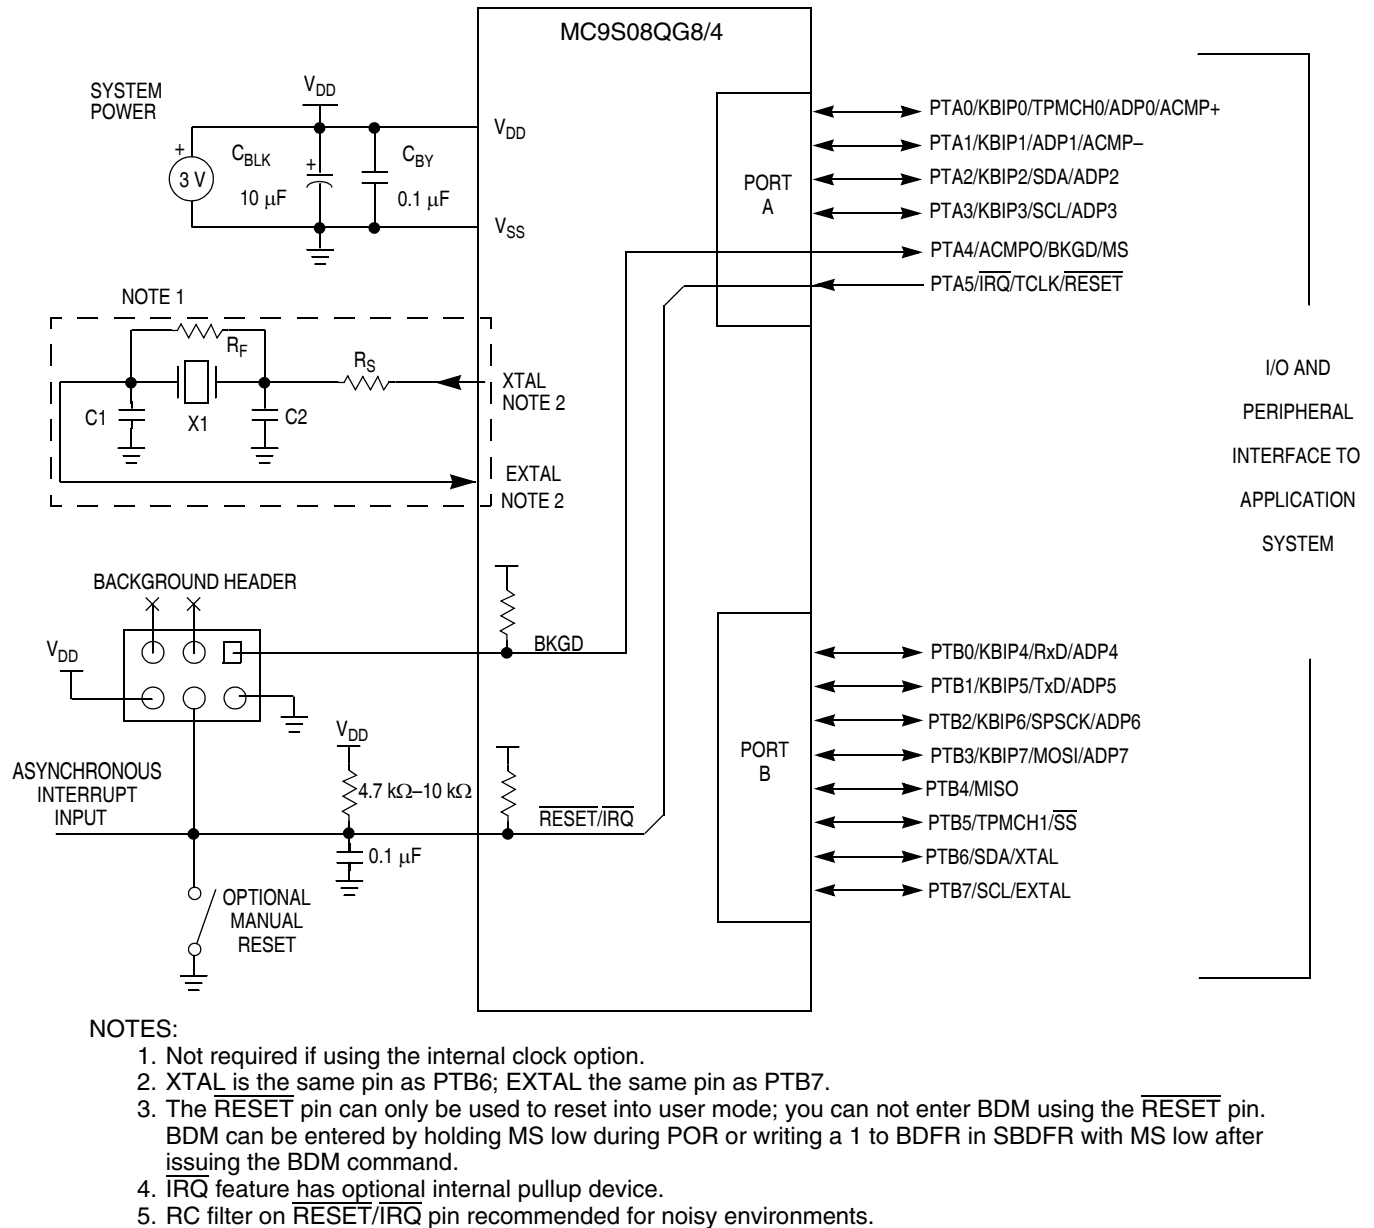 MC9S08QG8/4
SYSTEM
POWER
VDD
VDD
CBLK
+
+
3 V
10 μF
CBY
0.1 μF
VSS
NOTE 1
RF
RS
C1
X1
C2
XTAL
NOTE 2
EXTAL
NOTE 2
BACKGROUND HEADER
VDD
BKGD
VDD
ASYNCHRONOUS
INTERRUPT
INPUT
4.7 kΩ–10 kΩ
RESET/IRQ
0.1 μF
OPTIONAL
MANUAL
RESET
PORT
A
PTA0/KBIP0/TPMCH0/ADP0/ACMP+
PTA1/KBIP1/ADP1/ACMP–
PTA2/KBIP2/SDA/ADP2
PTA3/KBIP3/SCL/ADP3
PTA4/ACMPO/BKGD/MS
PTA5/IRQ/TCLK/RESET
I/O AND
PERIPHERAL
INTERFACE TO
APPLICATION
SYSTEM
PORT
B
PTB0/KBIP4/RxD/ADP4
PTB1/KBIP5/TxD/ADP5
PTB2/KBIP6/SPSCK/ADP6
PTB3/KBIP7/MOSI/ADP7
PTB4/MISO
PTB5/TPMCH1/SS
PTB6/SDA/XTAL
PTB7/SCL/EXTAL
NOTES:
1. Not required if using the internal clock option.
2. XTAL is the same pin as PTB6; EXTAL the same pin as PTB7.
3. The RESET pin can only be used to reset into user mode; you can not enter BDM using the RESET pin.
BDM can be entered by holding MS low during POR or writing a 1 to BDFR in SBDFR with MS low after
issuing the BDM command.
4. IRQ feature has optional internal pullup device.
5. RC filter on RESET/IRQ pin recommended for noisy environments.